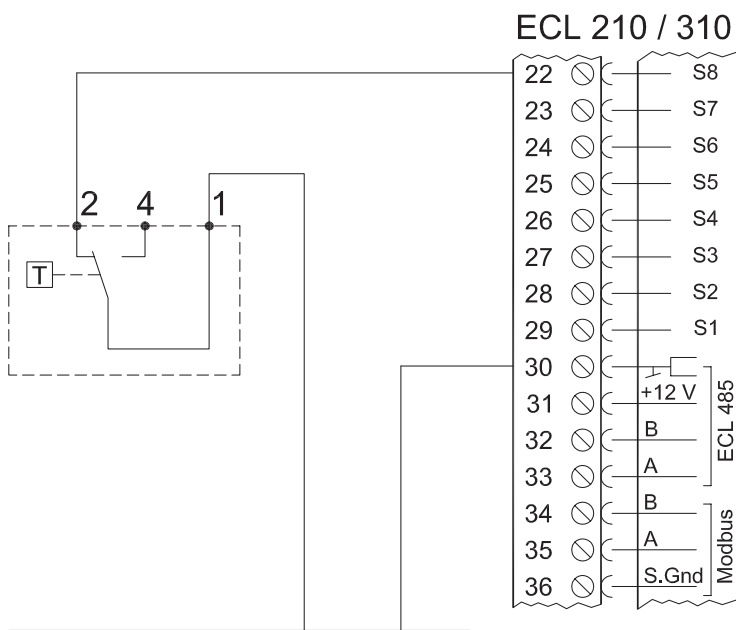 ECL 210 / 310
22 S8
23 S7
24 S6
25 S5
26 S4
27 S3
28 S2
29 S1
30
31 +12 V
32 B
33 A
ECL 485
34 B
35 A
36 S.Gnd
Modbus
2 4 1
T